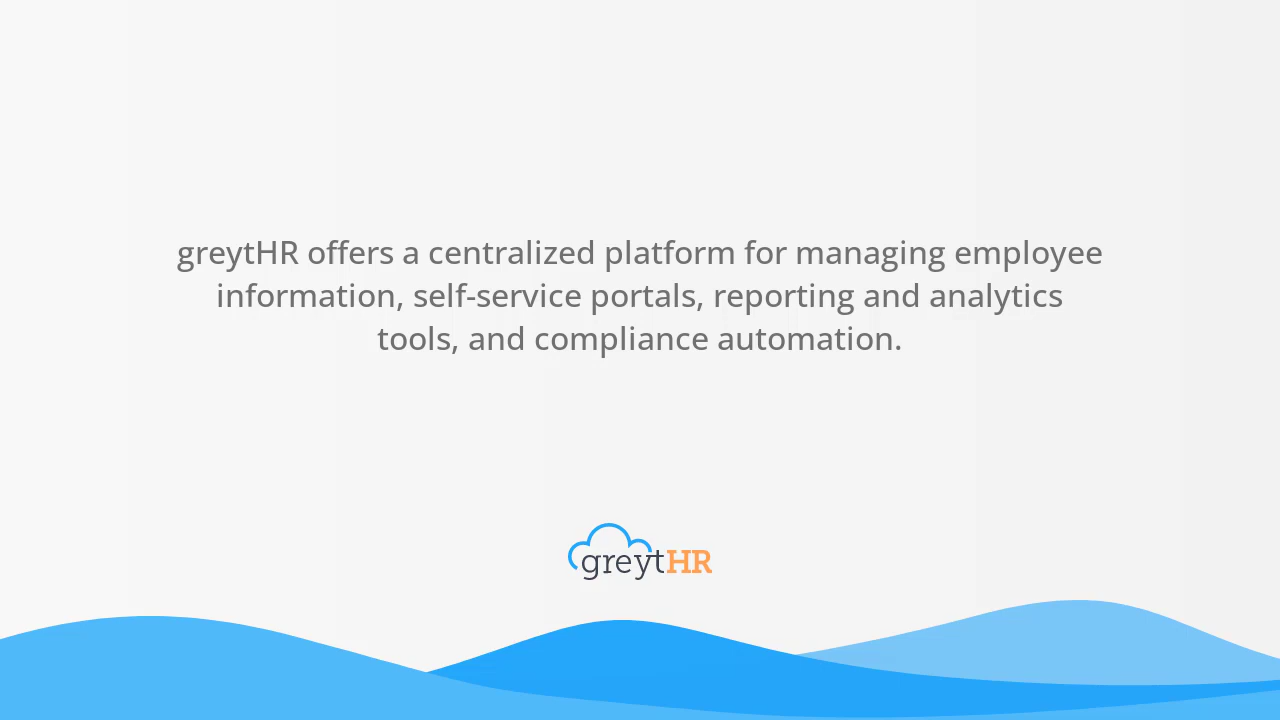 greytHR offers a centralized platform for managing employee
information, self-service portals, reporting and analytics
tools, and compliance automation.
greytHR